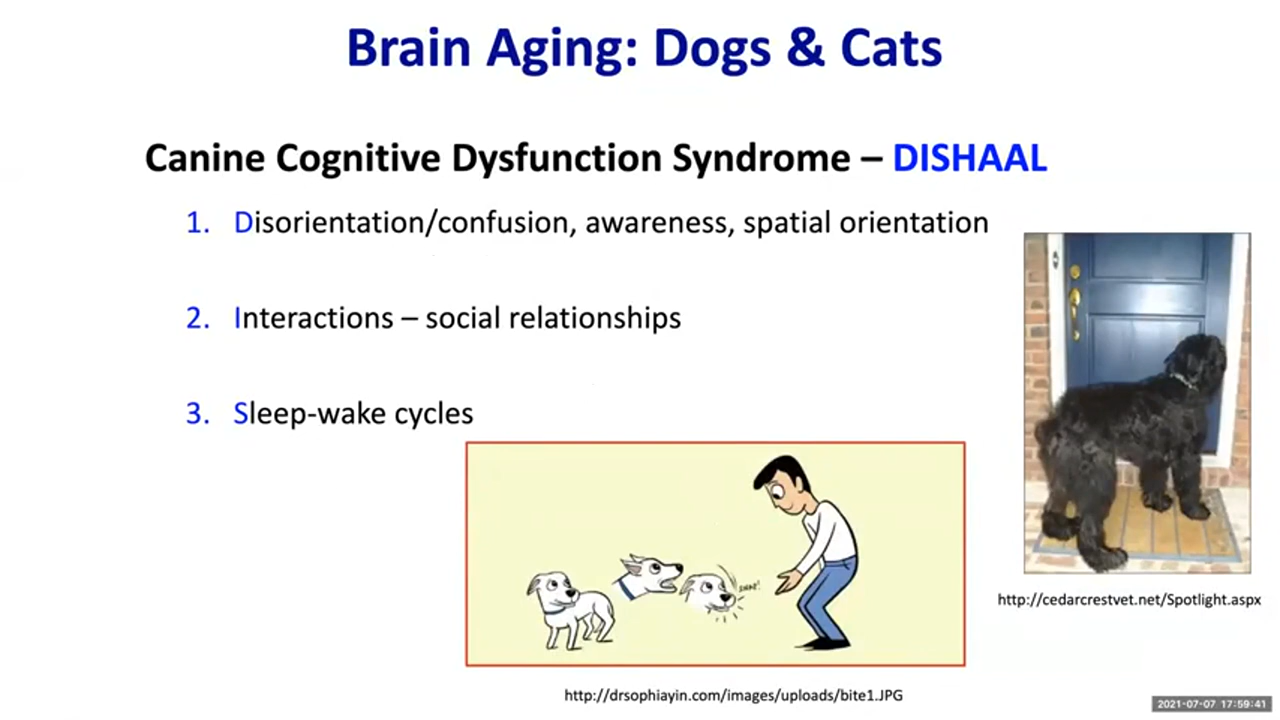 Brain Aging: Dogs & Cats
Canine Cognitive Dysfunction Syndrome – DISHAAL
1. Disorientation/confusion, awareness, spatial orientation
2. Interactions – social relationships
3. Sleep-wake cycles
SNAP!
http://cedarcrestvet.net/Spotlight.aspx
http://drsophiayin.com/images/uploads/bite1.JPG
2021-07-07 17:59:41